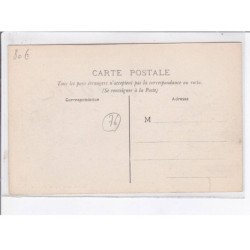 806
CARTE POSTALE
Tous les pays étrangers n'acceptent pas la correspondance au recto.
(Se renseigner à la Poste)
Correspondance
Adresse
76
M